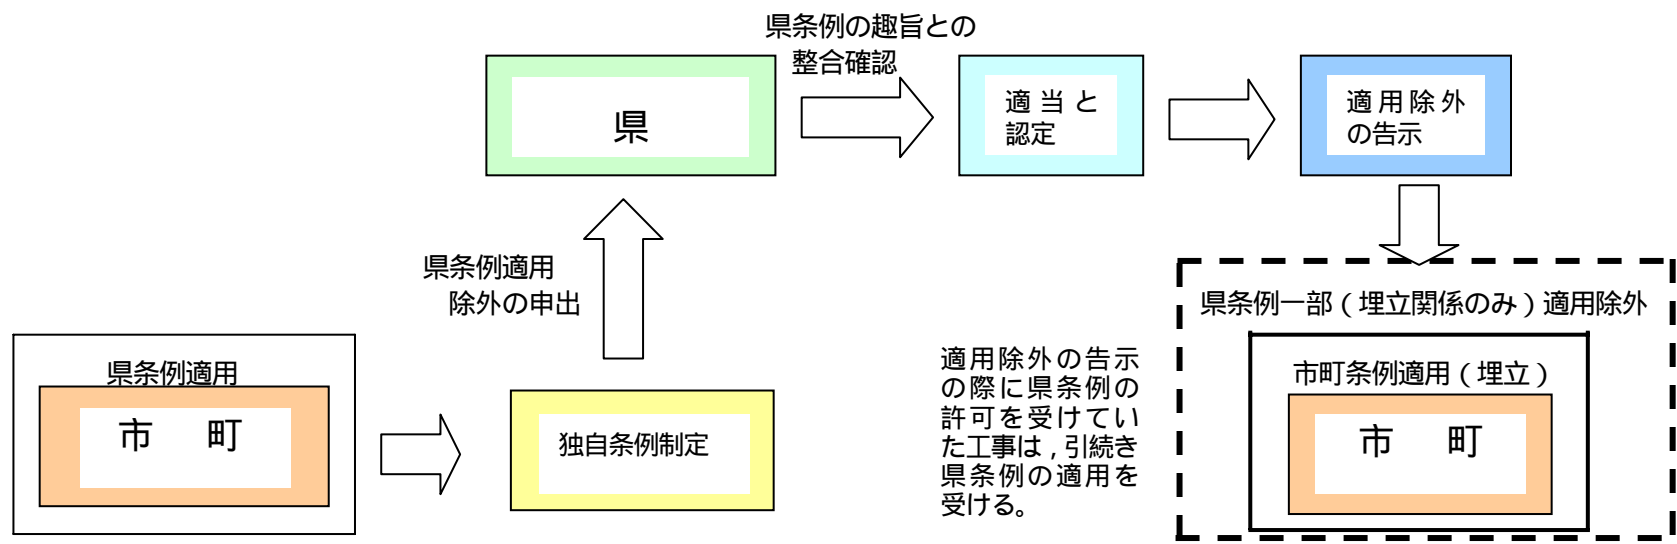 県条例の趣旨との
整合確認
県
適当と
認定
適用除外
の告示
県条例適用
除外の申出
県条例一部（埋立関係のみ）適用除外
県条例適用
市　町
独自条例制定
適用除外の告示
の際に県条例の
許可を受けてい
た工事は，引続き
県条例の適用を
受ける。
市町条例適用（埋立）
市　町